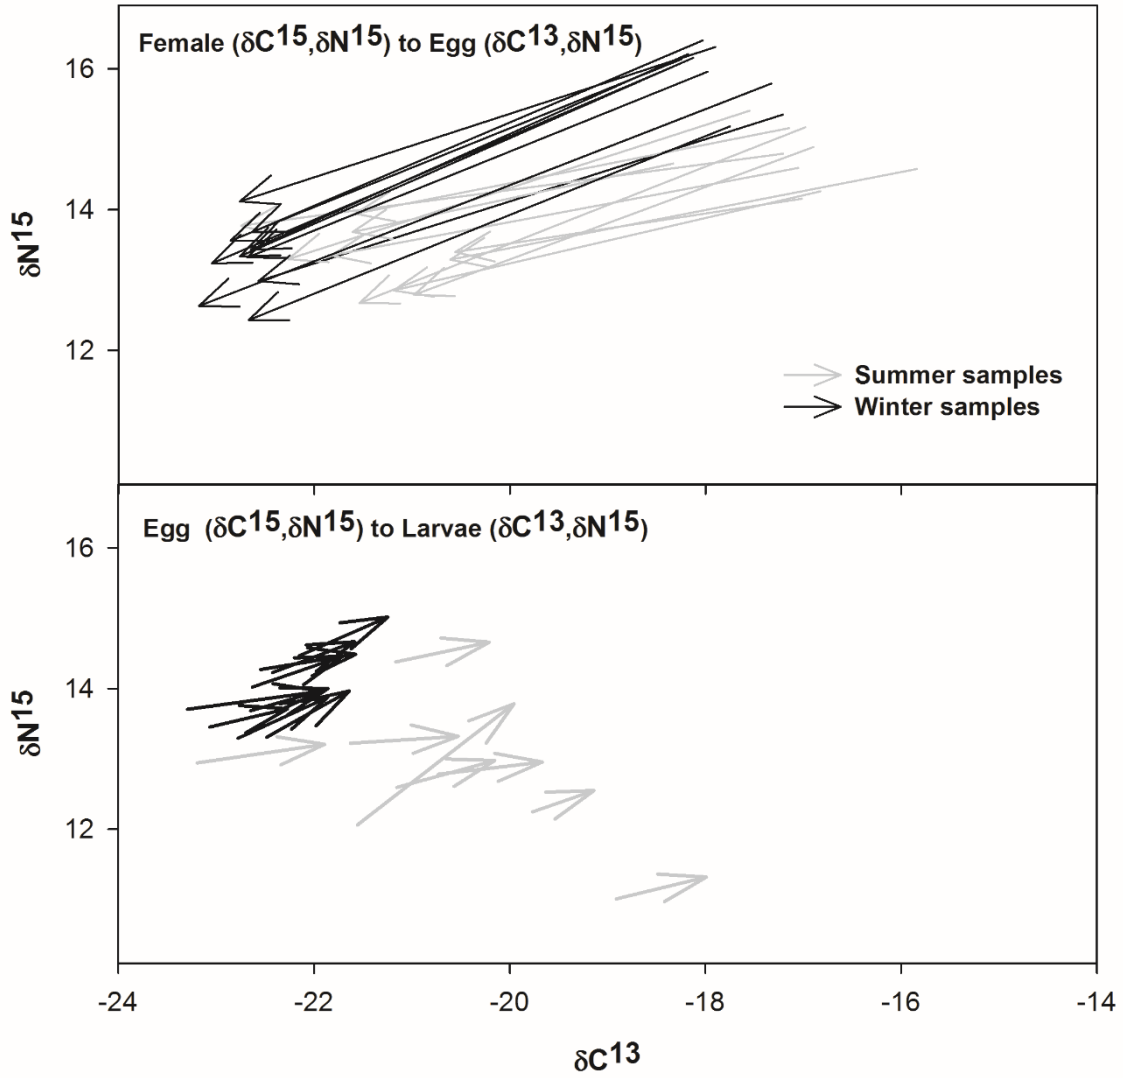 Female (δC15,δN15) to Egg (δC13,δN15)
16
14
12
δN15
Summer samples
Winter samples
Egg (δC15,δN15) to Larvae (δC13,δN15)
16
14
12
δN15
-24 -22 -20 -18 -16 -14
δC13